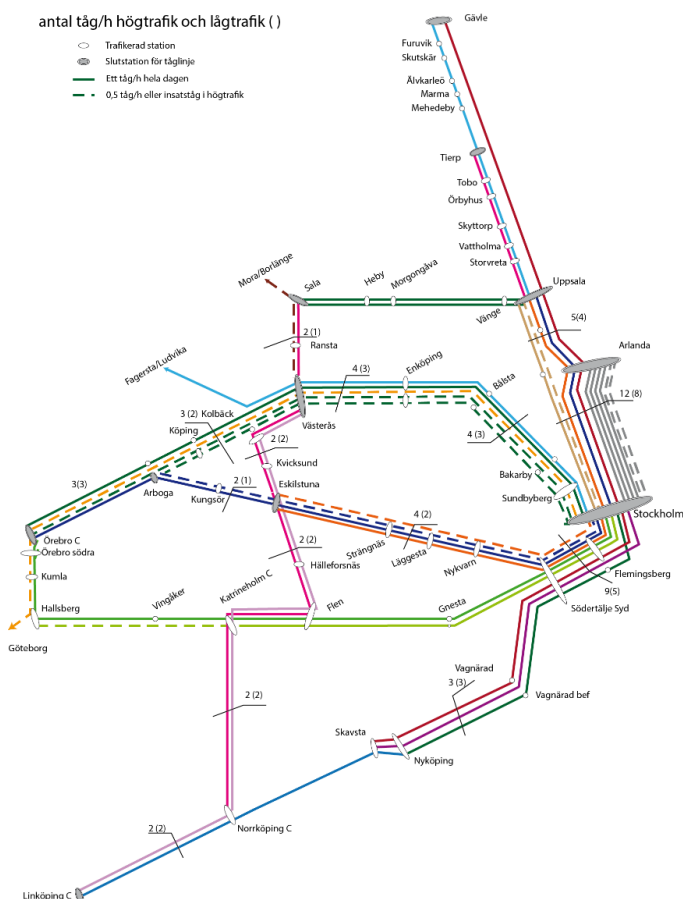 antal tåg/h högtrafik och lågtrafik ( )
Trafikerad station
Slutstation för tåglinje
Ett tåg/h hela dagen
0,5 tåg/h eller insatståg i högtrafik
Gävle
Furuvik
Skutskär
Älvkarleö
Marma
Mehedeby
Tierp
Tobo
Örbyhus
Skyttorp
Vattholma
Storvreta
Mora/Borlänge
Sala
Heby
Morgongåva
Vänge
Uppsala
5(4)
Arlanda
2 (1)
Ransta
Fagersta/Ludvika
4 (3)
Enköping
Bålsta
12 (8)
3 (2)
Kolbäck
Köping
Västerås
2 (2)
4 (3)
Kvicksund
3(3)
Arboga
Kungsör
2 (1)
Eskilstuna
Bakarby
Sundbyberg
Stockholm
Örebro C
Örebro södra
Kumla
Hallsberg
Göteborg
2 (2)
Hälleforsnäs
4 (2)
Strängnäs
Läggesta
Nykvarn
9(5)
Flemingsberg
Södertälje Syd
Vingåker
Katrineholm C
Flen
Gnesta
Vagnärad
3 (3)
Vagnärad bef
2 (2)
Skavsta
Nyköping
Norrköping C
2 (2)
Linköping C